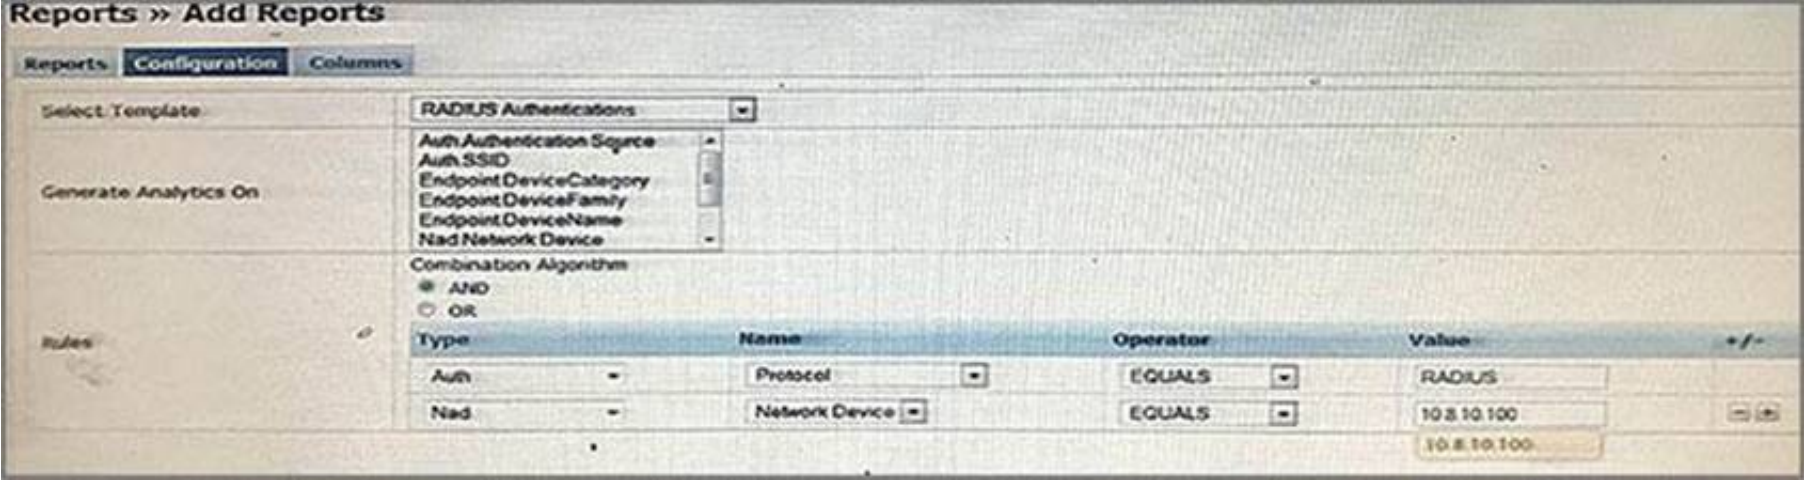 Reports » Add Reports
Reports Configuration Columns
Select Template RADIUS Authentications
Generate Analytics On
Auth.Authentication Source
Auth.SSID
Endpoint.DeviceCategory
Endpoint.DeviceFamily
Endpoint.DeviceName
Nad.Network Device
Rules
Combination Algorithm
AND
OR
Type Name Operator Value +/-
Auth Protocol EQUALS RADIUS
Nad Network Device EQUALS 10.8.10.100
10.8.10.100